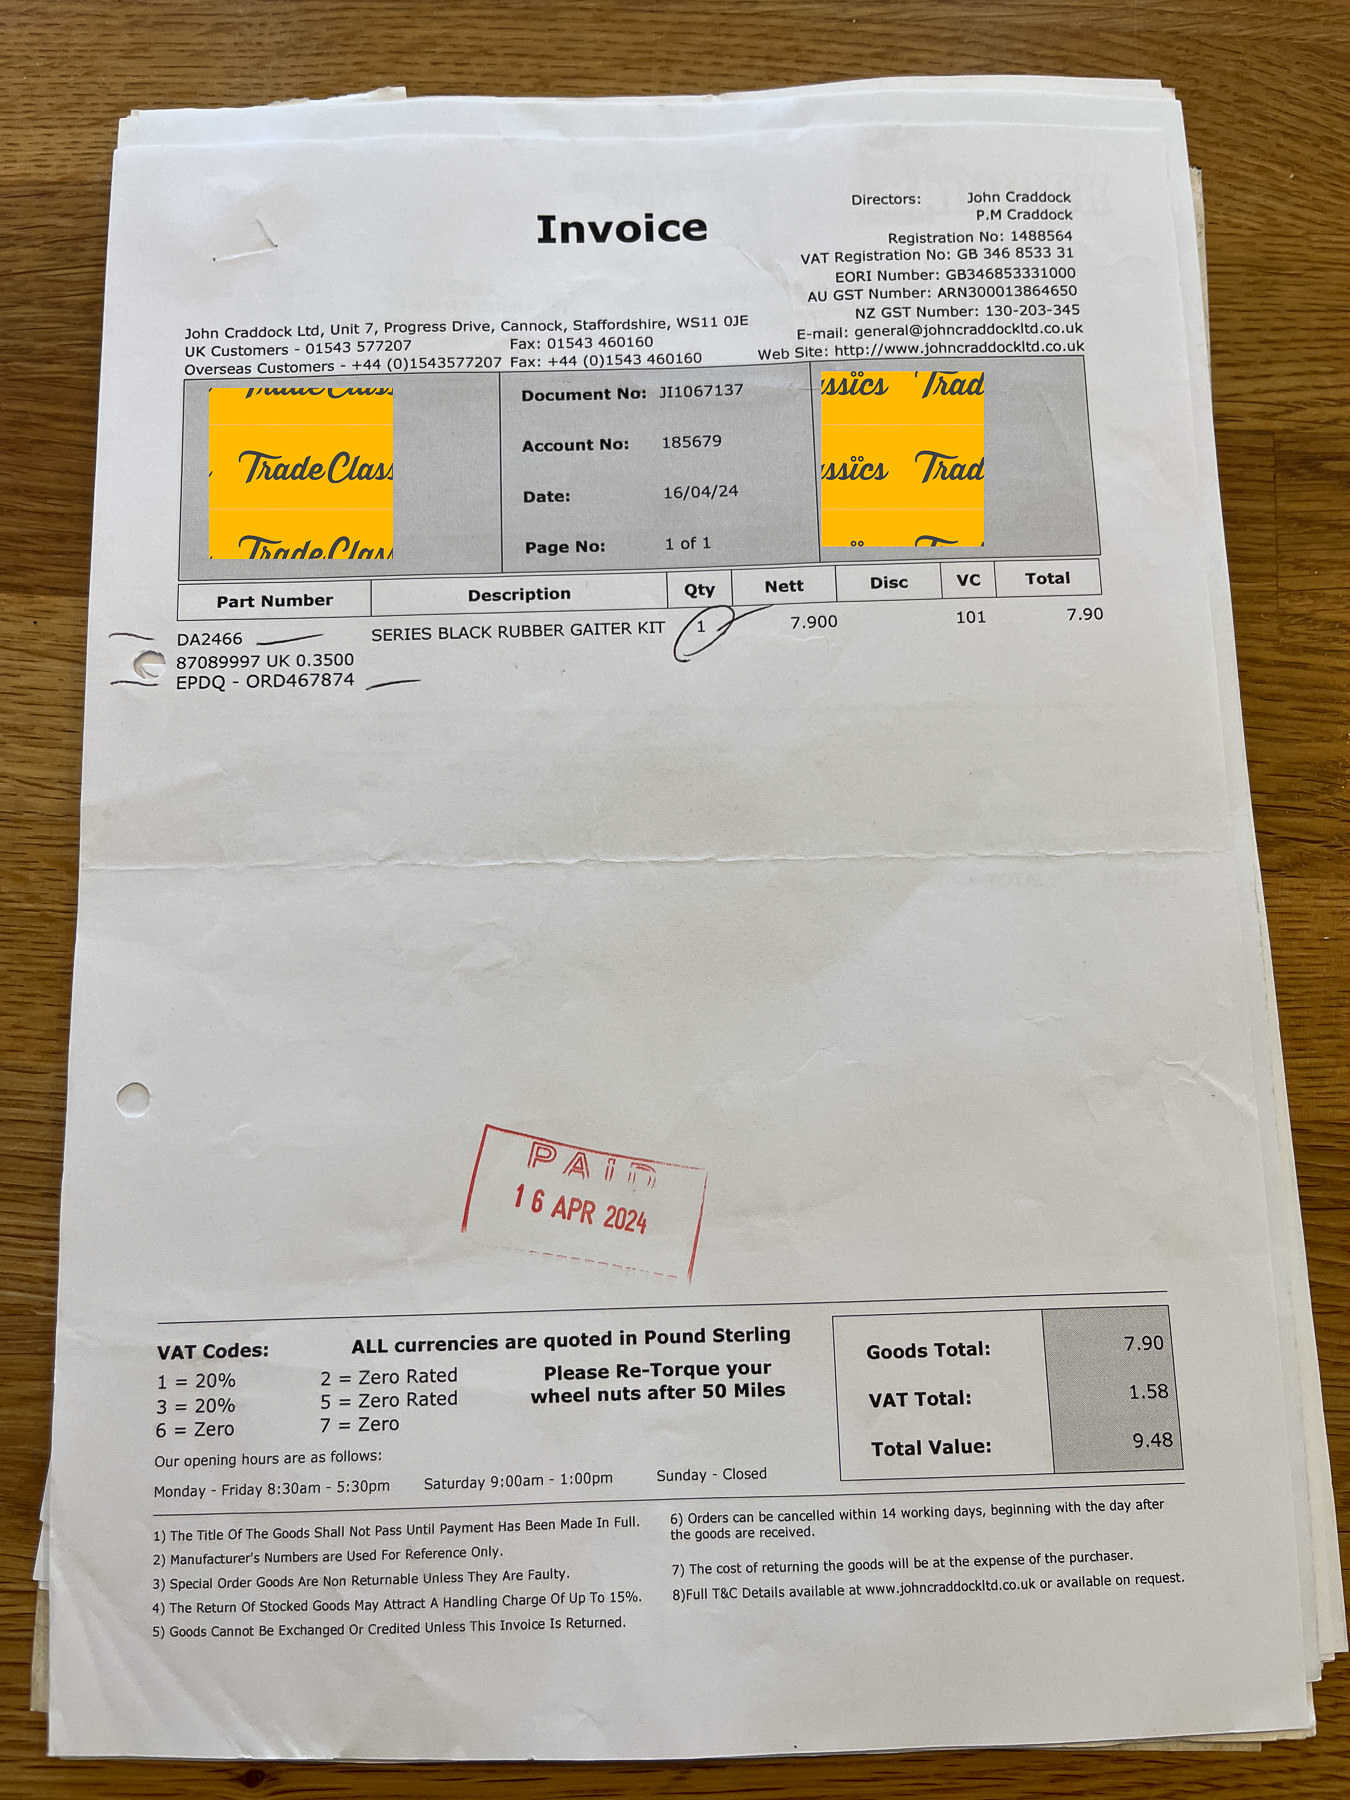 Invoice
Directors: John Craddock
P.M Craddock
Registration No: 1488564
VAT Registration No: GB 346 8533 31
EORI Number: GB346853331000
AU GST Number: ARN300013864650
NZ GST Number: 130-203-345
E-mail: general@johncraddockltd.co.uk
Web Site: http://www.johncraddockltd.co.uk
John Craddock Ltd, Unit 7, Progress Drive, Cannock, Staffordshire, WS11 0JE
UK Customers - 01543 577207 Fax: 01543 460160
Overseas Customers - +44 (0)1543577207 Fax: +44 (0)1543 460160
Trade Class
Trade Class
Trade Class
Document No: JI1067137
Account No: 185679
Date: 16/04/24
Page No: 1 of 1
ssics Trad
ssics Trad
Part Number Description Qty Nett Disc VC Total
DA2466 SERIES BLACK RUBBER GAITER KIT 1 7.900 101 7.90
87089997 UK 0.3500
EPDQ - ORD467874
PAID
16 APR 2024
VAT Codes: ALL currencies are quoted in Pound Sterling
1 = 20% 2 = Zero Rated
3 = 20% 5 = Zero Rated
6 = Zero 7 = Zero
Please Re-Torque your
wheel nuts after 50 Miles
Goods Total: 7.90
VAT Total: 1.58
Total Value: 9.48
Our opening hours are as follows:
Monday - Friday 8:30am - 5:30pm Saturday 9:00am - 1:00pm Sunday - Closed
1) The Title Of The Goods Shall Not Pass Until Payment Has Been Made In Full.
2) Manufacturer's Numbers are Used For Reference Only.
3) Special Order Goods Are Non Returnable Unless They Are Faulty.
4) The Return Of Stocked Goods May Attract A Handling Charge Of Up To 15%.
5) Goods Cannot Be Exchanged Or Credited Unless This Invoice Is Returned.
6) Orders can be cancelled within 14 working days, beginning with the day after
the goods are received.
7) The cost of returning the goods will be at the expense of the purchaser.
8)Full T&C Details available at www.johncraddockltd.co.uk or available on request.